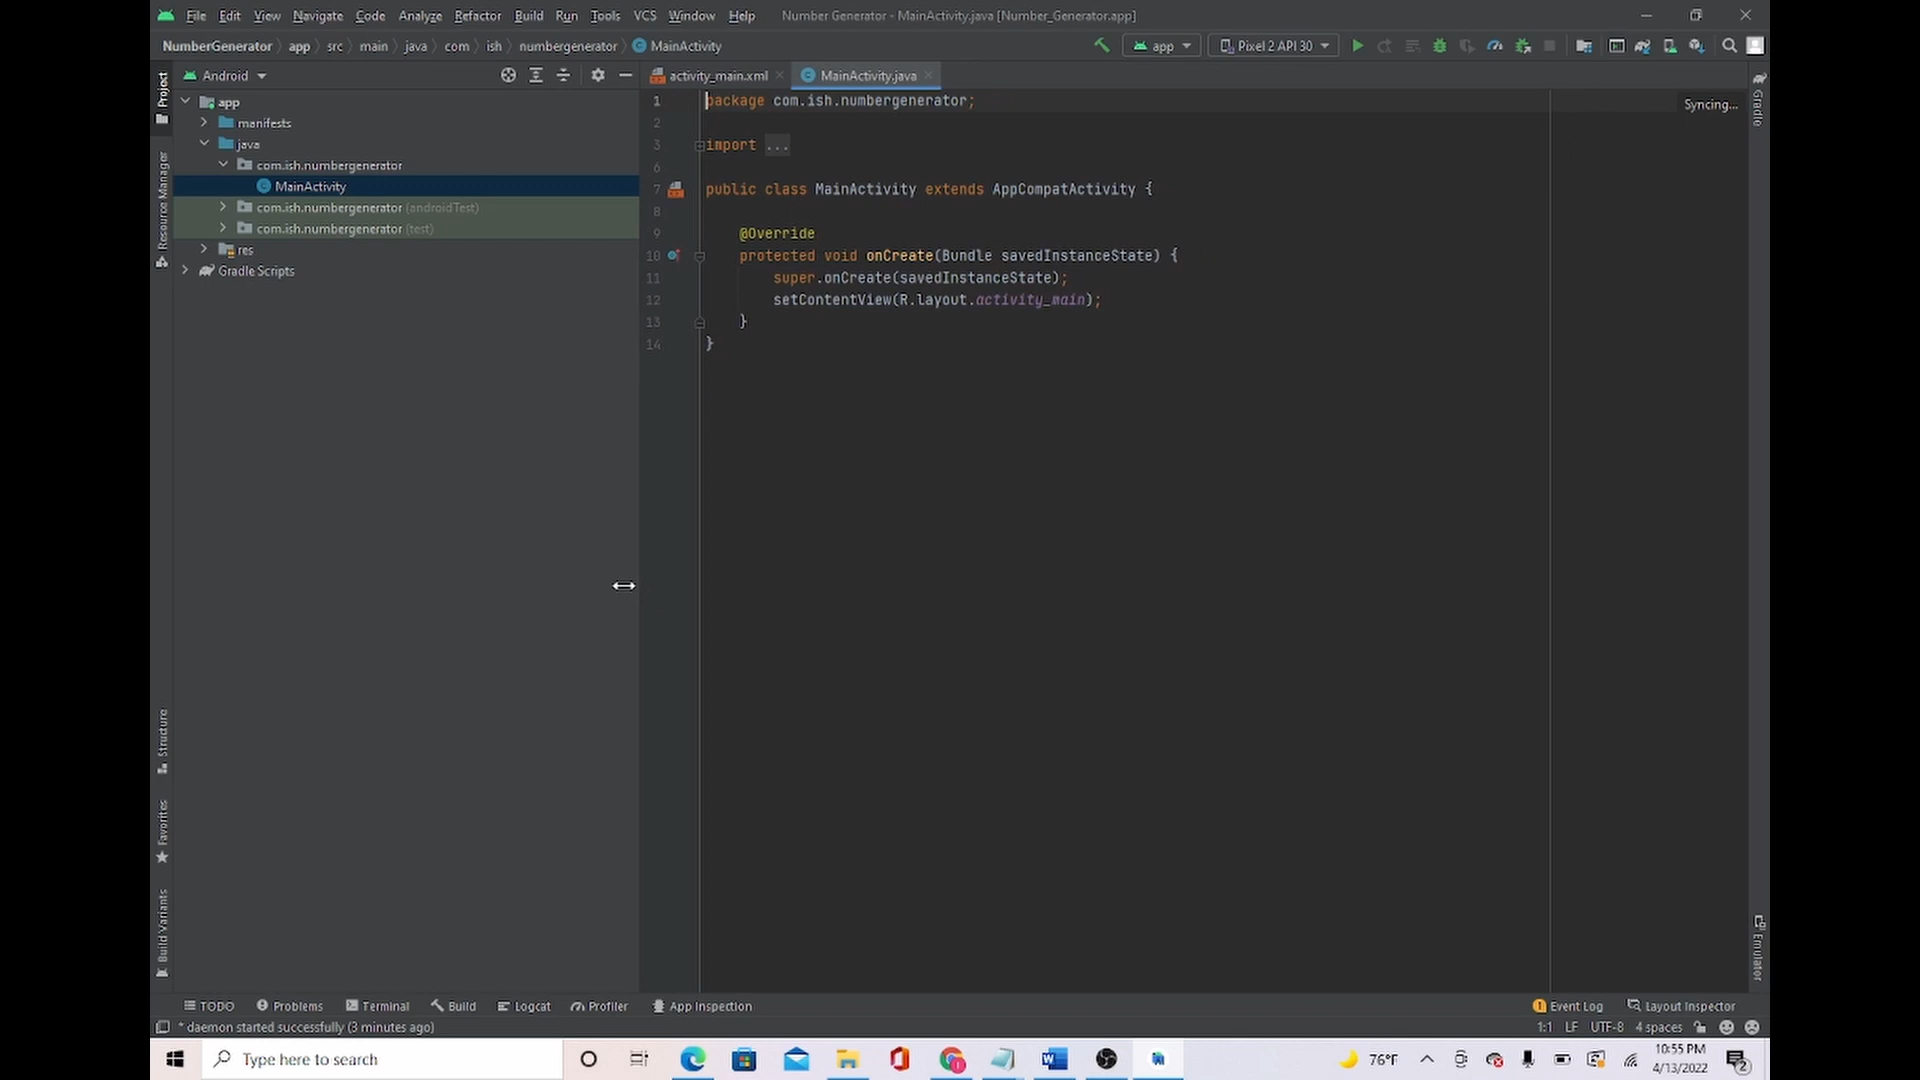 File Edit View Navigate Code Analyze Refactor Build Run Tools VCS Window Help Number Generator - MainActivity.java [Number_Generator.app]
NumberGenerator app src main java com ish numbergenerator MainActivity app Pixel 2 API 30
Project
Android
activity_main.xml
MainActivity.java
app
manifests
java
com.ish.numbergenerator
MainActivity
com.ish.numbergenerator (androidTest)
com.ish.numbergenerator (test)
res
Gradle Scripts
Resource Manager
Structure
Favorites
Build Variants
1 package com.ish.numbergenerator;
2
3 import ...
6
7 public class MainActivity extends AppCompatActivity {
8
9 @Override
10 protected void onCreate(Bundle savedInstanceState) {
11 super.onCreate(savedInstanceState);
12 setContentView(R.layout.activity_main);
13 }
14 }
Syncing...
Gradle
Emulator
TODO Problems Terminal Build Logcat Profiler App Inspection Event Log Layout Inspector
* daemon started successfully (3 minutes ago) 1:1 LF UTF-8 4 spaces
Type here to search
76°F
10:55 PM
4/13/2022
2